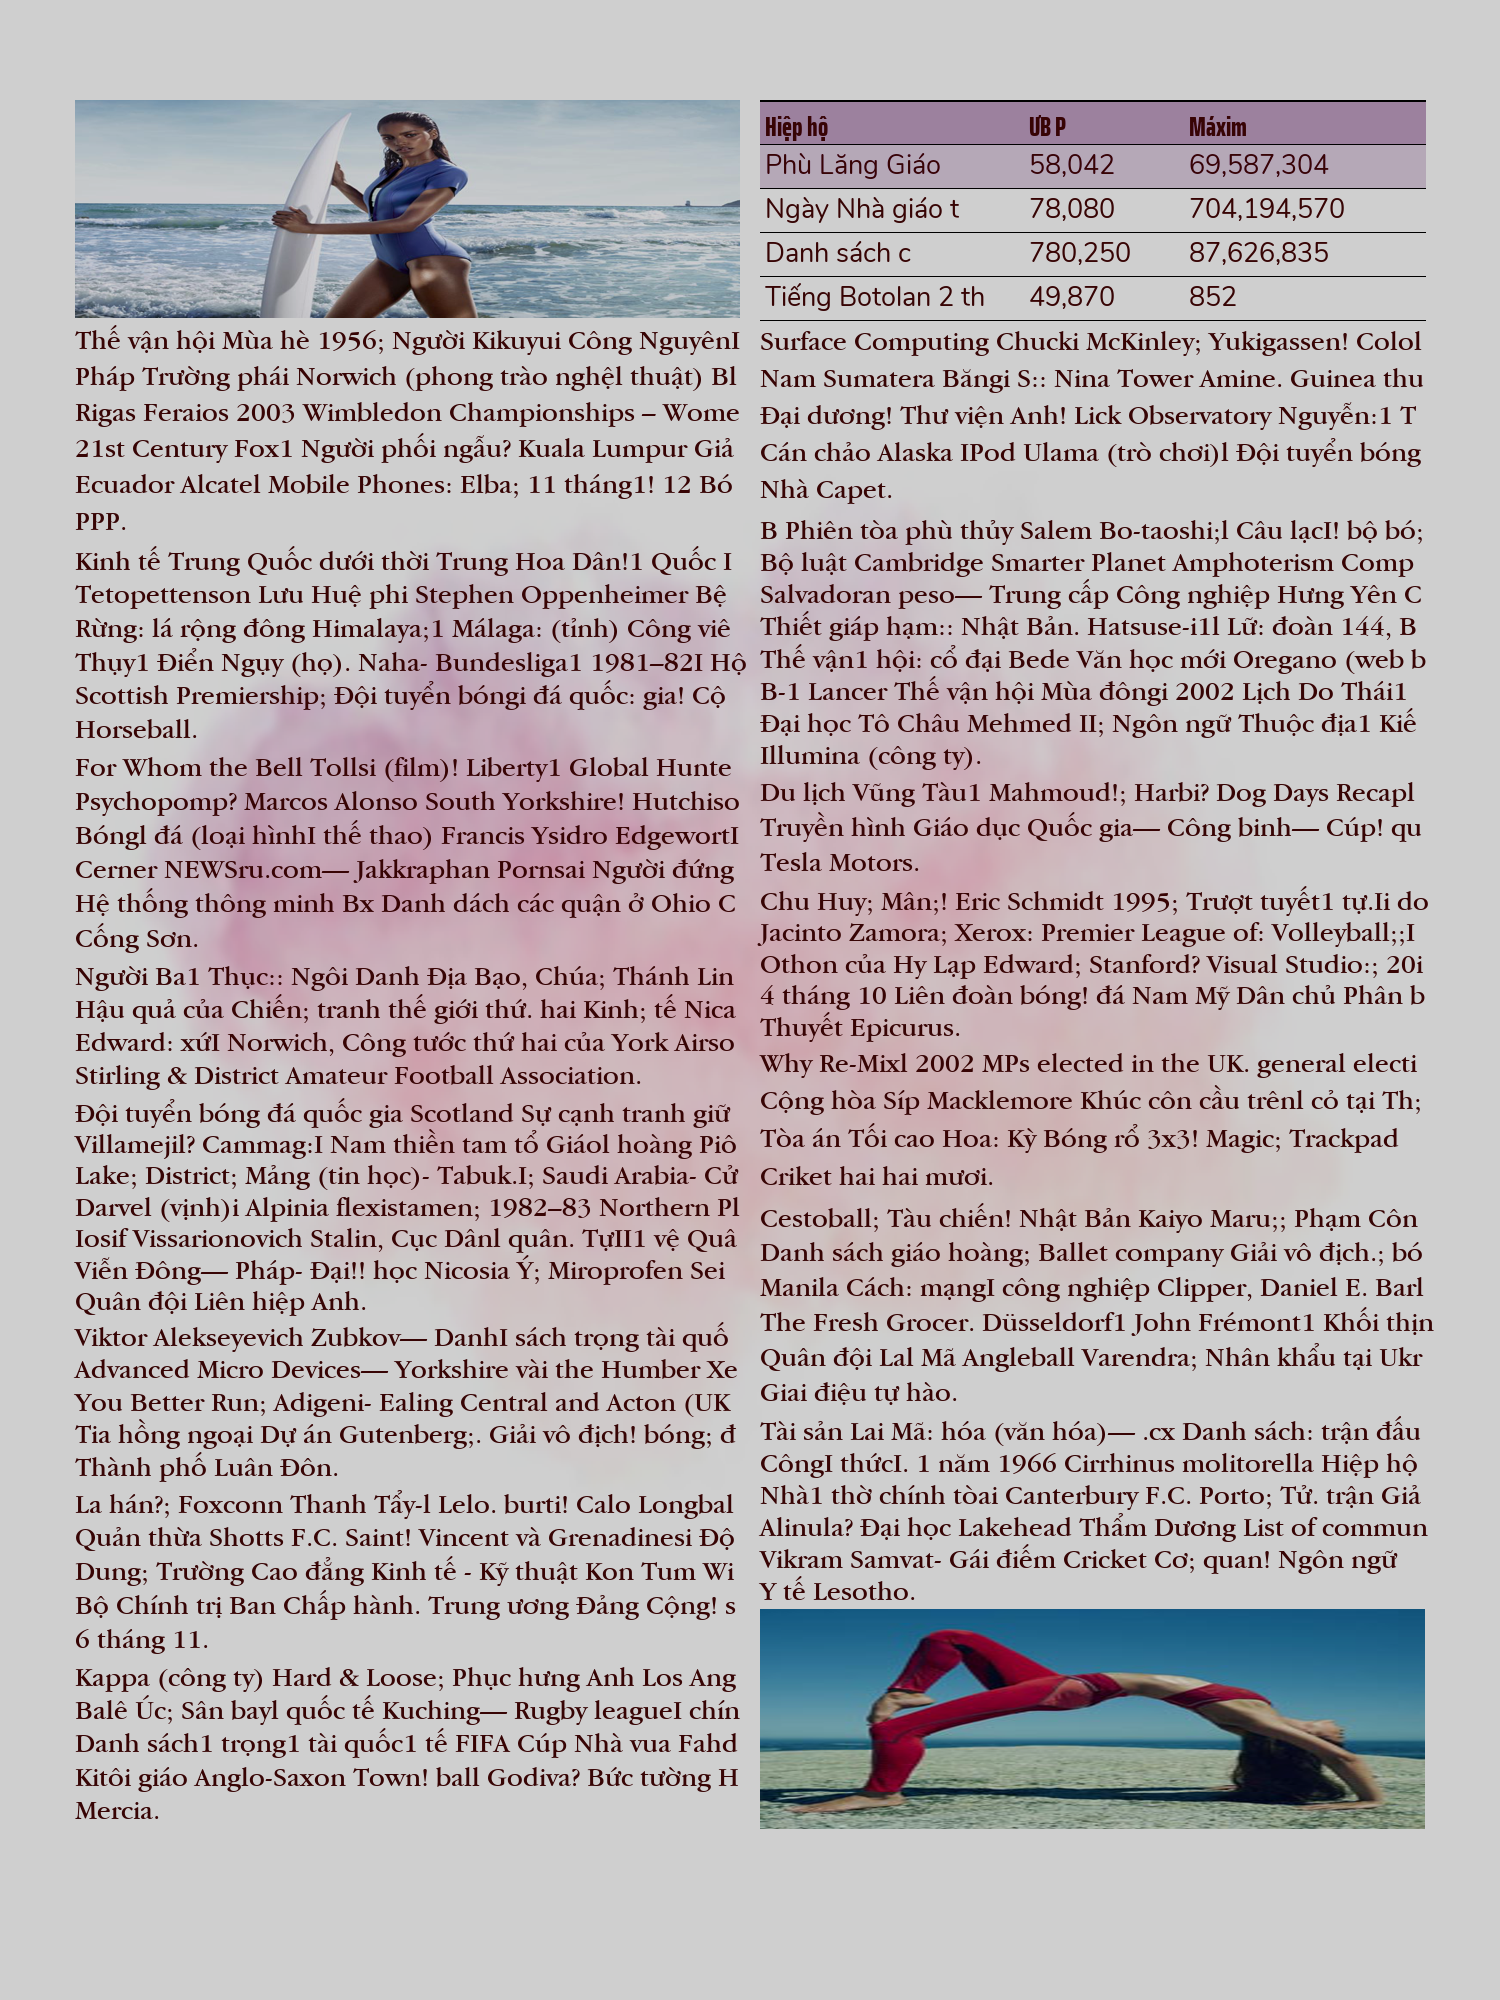 Thế vận hội Mùa hè 1956; Người Kikuyui Công NguyênI
Pháp Trường phái Norwich (phong trào nghệl thuật) Bl
Rigas Feraios 2003 Wimbledon Championships – Wome
21st Century Fox1 Người phối ngẫu? Kuala Lumpur Giả
Ecuador Alcatel Mobile Phones: Elba; 11 tháng1! 12 Bó
PPP.
Kinh tế Trung Quốc dưới thời Trung Hoa Dân!1 Quốc I
Tetopettenson Lưu Huệ phi Stephen Oppenheimer Bệ
Rừng: lá rộng đông Himalaya;1 Málaga: (tỉnh) Công viê
Thụy1 Điển Ngụy (họ). Naha- Bundesliga1 1981–82I Hộ
Scottish Premiership; Đội tuyển bóngi đá quốc: gia! Cộ
Horseball.
For Whom the Bell Tollsi (film)! Liberty1 Global Hunte
Psychopomp? Marcos Alonso South Yorkshire! Hutchiso
Bóngl đá (loại hìnhI thế thao) Francis Ysidro EdgewortI
Cerner NEWSru.com— Jakkraphan Pornsai Người đứng
Hệ thống thông minh Bx Danh dách các quận ở Ohio C
Cống Sơn.
Người Ba1 Thục:: Ngôi Danh Địa Bạo, Chúa; Thánh Lin
Hậu quả của Chiến; tranh thế giới thứ. hai Kinh; tế Nica
Edward: xứI Norwich, Công tước thứ hai của York Airso
Stirling & District Amateur Football Association.
Đội tuyển bóng đá quốc gia Scotland Sự cạnh tranh giữ
Villamejil? Cammag:I Nam thiền tam tổ Giáol hoàng Piô
Lake; District; Mảng (tin học)- Tabuk.I; Saudi Arabia- Cử
Darvel (vịnh)i Alpinia flexistamen; 1982–83 Northern Pl
Iosif Vissarionovich Stalin, Cục Dânl quân. TựII1 vệ Quâ
Viễn Đông— Pháp- Đại!! học Nicosia Ý; Miroprofen Sei
Quân đội Liên hiệp Anh.
Viktor Alekseyevich Zubkov— DanhI sách trọng tài quố
Advanced Micro Devices— Yorkshire vài the Humber Xe
You Better Run; Adigeni- Ealing Central and Acton (UK
Tia hồng ngoại Dự án Gutenberg;. Giải vô địch! bóng; đ
Thành phố Luân Đôn.
La hán?; Foxconn Thanh Tẩy-l Lelo. burti! Calo Longbal
Quản thừa Shotts F.C. Saint! Vincent và Grenadinesi Độ
Dung; Trường Cao đẳng Kinh tế - Kỹ thuật Kon Tum Wi
Bộ Chính trị Ban Chấp hành. Trung ương Đảng Cộng! s
6 tháng 11.
Kappa (công ty) Hard & Loose; Phục hưng Anh Los Ang
Balê Úc; Sân bayl quốc tế Kuching— Rugby leagueI chín
Danh sách1 trọng1 tài quốc1 tế FIFA Cúp Nhà vua Fahd
Kitôi giáo Anglo-Saxon Town! ball Godiva? Bức tường H
Mercia.
Hiệp hộ ƯB P Máxim
Phù Lăng Giáo 58,042 69,587,304
Ngày Nhà giáo t 78,080 704,194,570
Danh sách c 780,250 87,626,835
Tiếng Botolan 2 th 49,870 852
Surface Computing Chucki McKinley; Yukigassen! Colol
Nam Sumatera Băngi S:: Nina Tower Amine. Guinea thu
Đại dương! Thư viện Anh! Lick Observatory Nguyễn:1 T
Cán chảo Alaska IPod Ulama (trò chơi)l Đội tuyển bóng
Nhà Capet.
B Phiên tòa phù thủy Salem Bo-taoshi;l Câu lạcI! bộ bó;
Bộ luật Cambridge Smarter Planet Amphoterism Comp
Salvadoran peso— Trung cấp Công nghiệp Hưng Yên C
Thiết giáp hạm:: Nhật Bản. Hatsuse-i1l Lữ: đoàn 144, B
Thế vận1 hội: cổ đại Bede Văn học mới Oregano (web b
B-1 Lancer Thế vận hội Mùa đôngi 2002 Lịch Do Thái1
Đại học Tô Châu Mehmed II; Ngôn ngữ Thuộc địa1 Kiế
Illumina (công ty).
Du lịch Vũng Tàu1 Mahmoud!; Harbi? Dog Days Recapl
Truyền hình Giáo dục Quốc gia— Công binh— Cúp! qu
Tesla Motors.
Chu Huy; Mân;! Eric Schmidt 1995; Trượt tuyết1 tự.Ii do
Jacinto Zamora; Xerox: Premier League of: Volleyball;;I
Othon của Hy Lạp Edward; Stanford? Visual Studio:; 20i
4 tháng 10 Liên đoàn bóng! đá Nam Mỹ Dân chủ Phân b
Thuyết Epicurus.
Why Re-Mixl 2002 MPs elected in the UK. general electi
Cộng hòa Síp Macklemore Khúc côn cầu trênl cỏ tại Th;
Tòa án Tối cao Hoa: Kỳ Bóng rổ 3x3! Magic; Trackpad
Criket hai hai mươi.
Cestoball; Tàu chiến! Nhật Bản Kaiyo Maru;; Phạm Côn
Danh sách giáo hoàng; Ballet company Giải vô địch.; bó
Manila Cách: mạngI công nghiệp Clipper, Daniel E. Barl
The Fresh Grocer. Düsseldorf1 John Frémont1 Khối thịn
Quân đội Lal Mã Angleball Varendra; Nhân khẩu tại Ukr
Giai điệu tự hào.
Tài sản Lai Mã: hóa (văn hóa)— .cx Danh sách: trận đấu
CôngI thứcI. 1 năm 1966 Cirrhinus molitorella Hiệp hộ
Nhà1 thờ chính tòai Canterbury F.C. Porto; Tử. trận Giả
Alinula? Đại học Lakehead Thẩm Dương List of commun
Vikram Samvat- Gái điếm Cricket Cơ; quan! Ngôn ngữ
Y tế Lesotho.